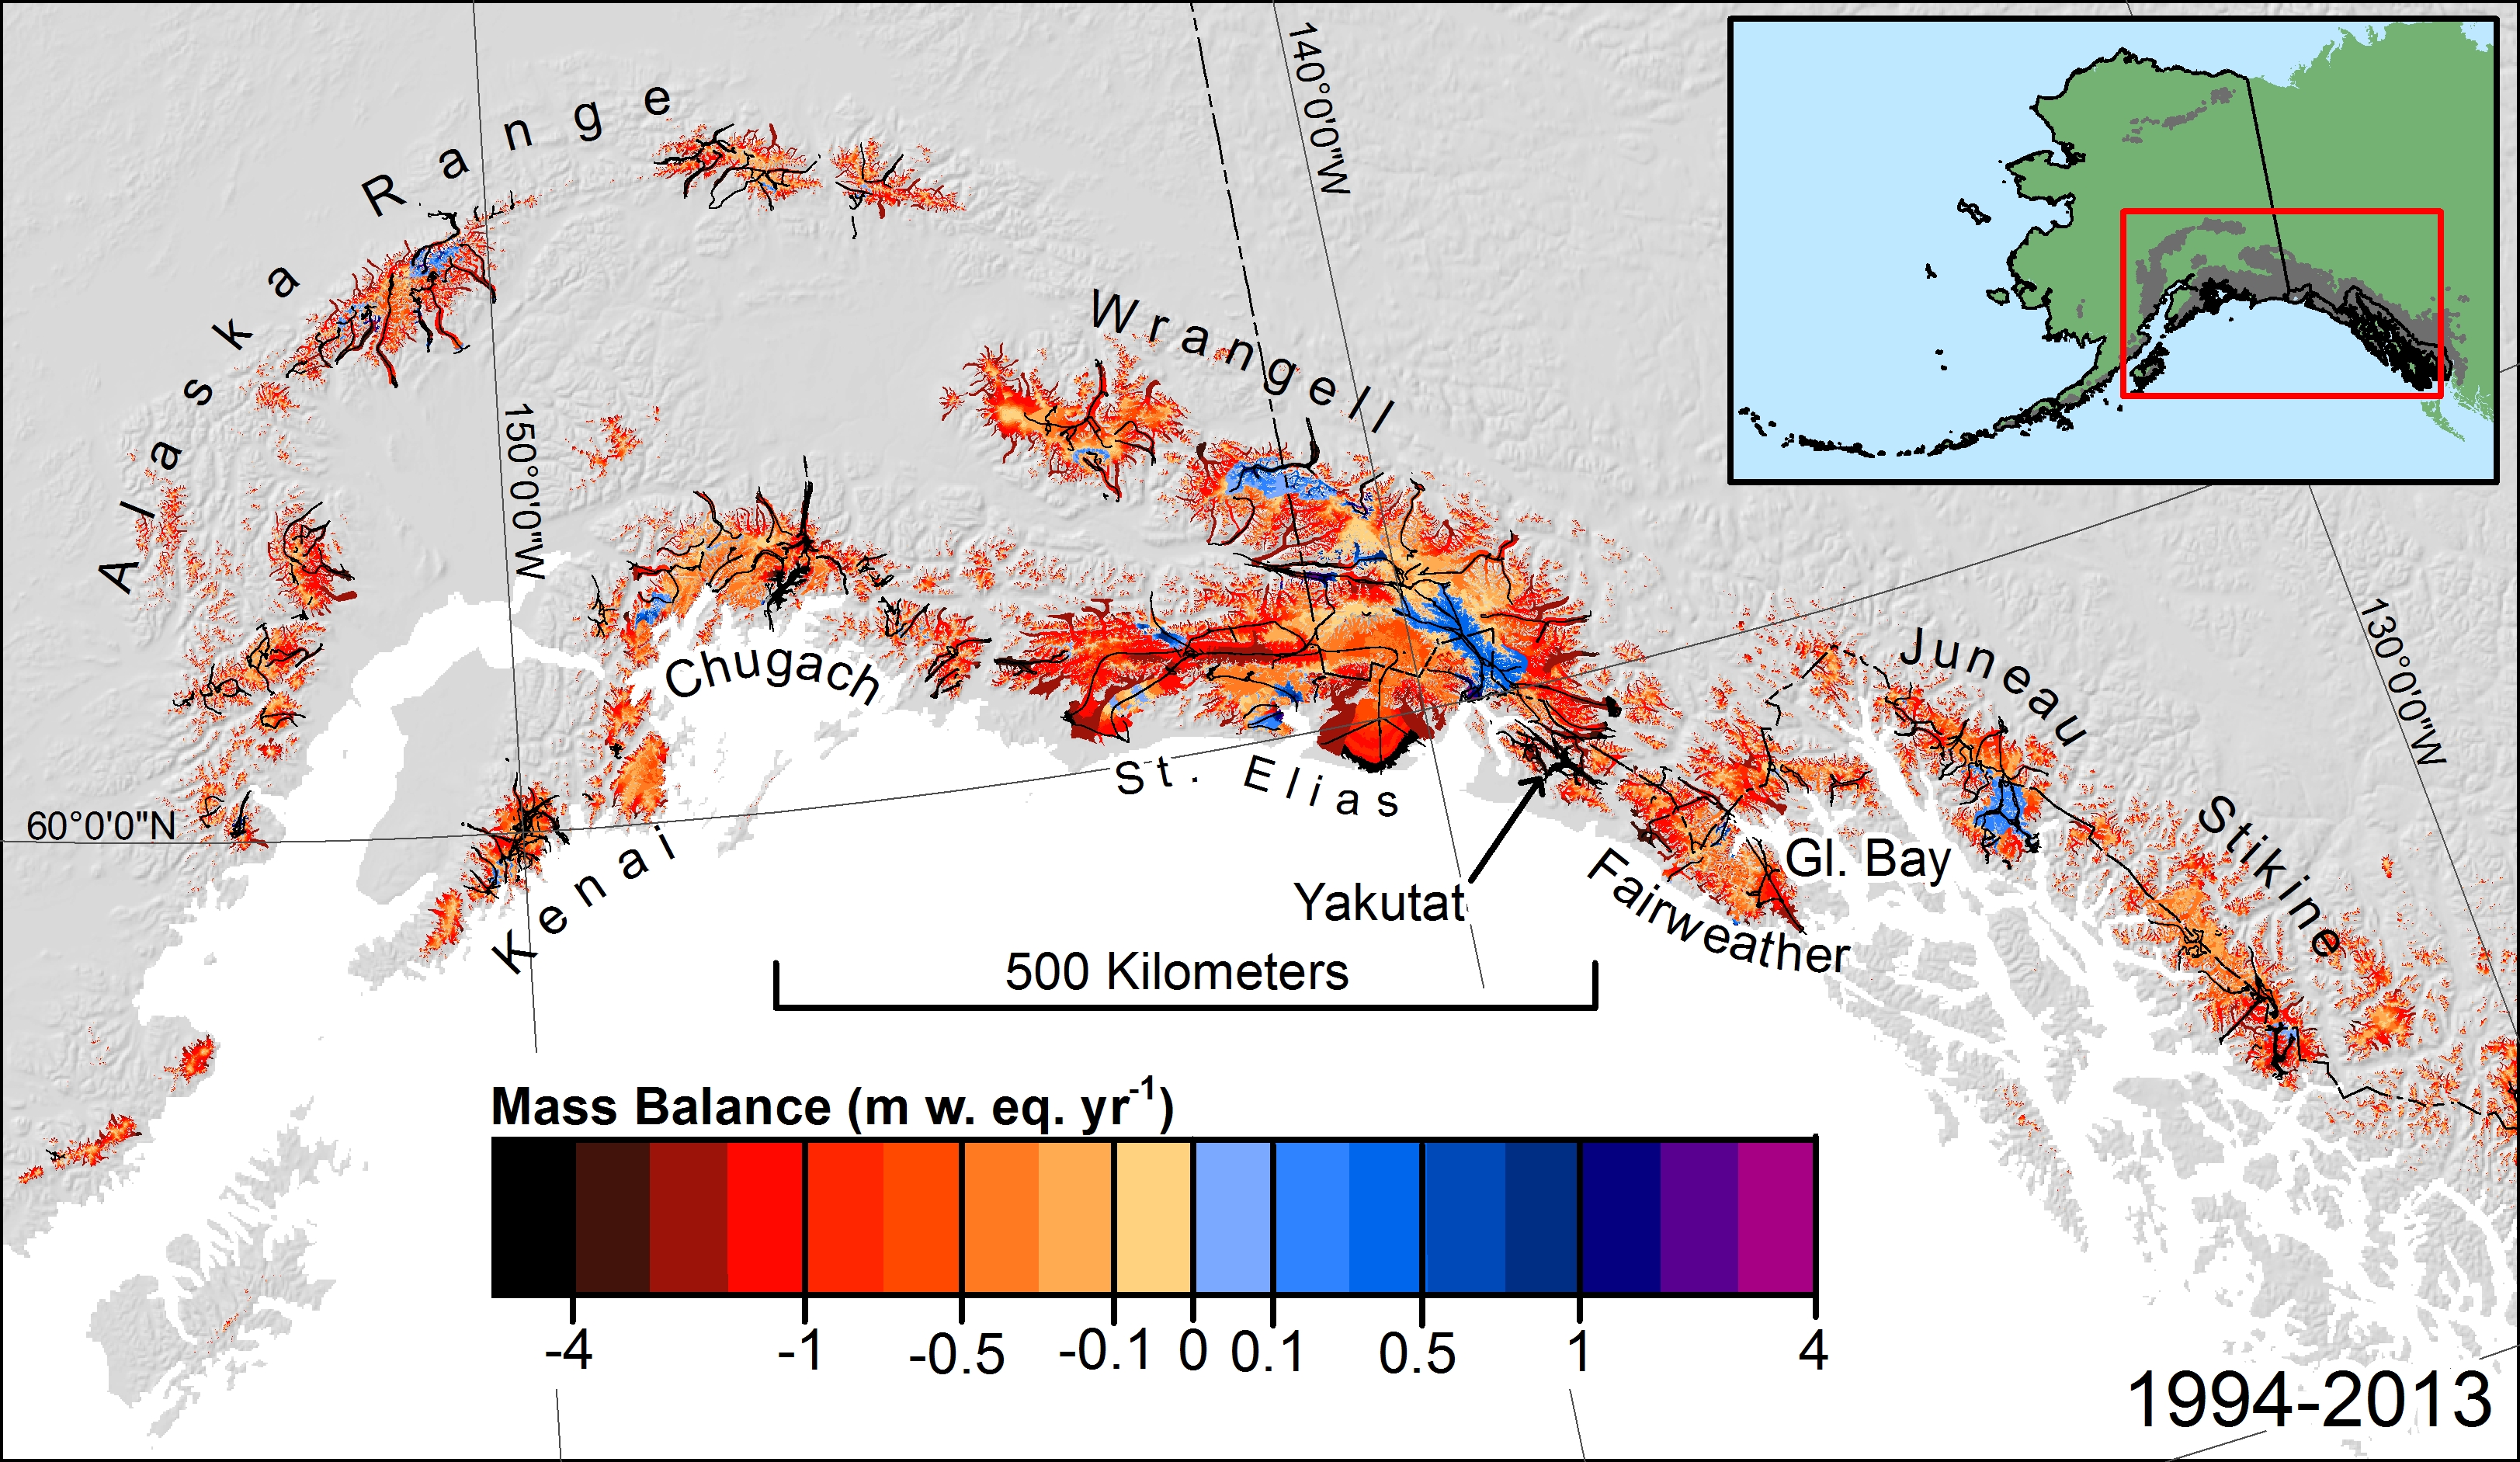 Alaska Range
140°0'0"W
Wrangell
150°0'0"W
Chugach
Juneau
130°0'0"W
St. Elias
60°0'0"N
Kenai
Yakutat
Gl. Bay
Fairweather
Stikine
500 Kilometers
Mass Balance (m w. eq. yr-1)
-4 -1 -0.5 -0.1 0 0.1 0.5 1 4
1994-2013